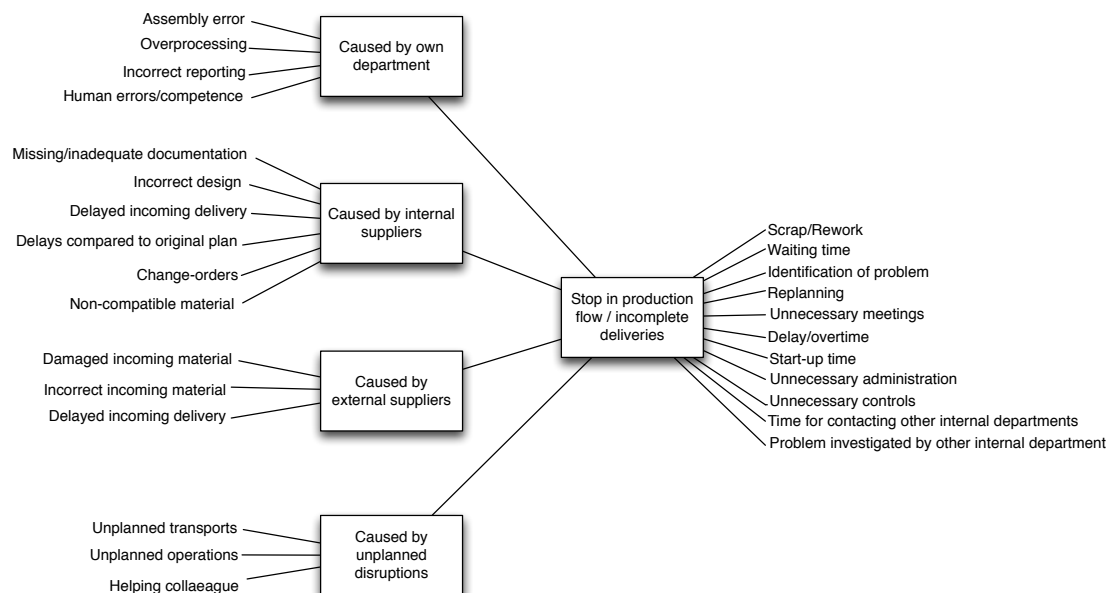 Assembly error
Overprocessing
Incorrect reporting
Human errors/competence
Caused by own
department
Missing/inadequate documentation
Incorrect design
Delayed incoming delivery
Delays compared to original plan
Change-orders
Non-compatible material
Caused by internal
suppliers
Damaged incoming material
Incorrect incoming material
Delayed incoming delivery
Caused by
external suppliers
Unplanned transports
Unplanned operations
Helping collaeague
Caused by
unplanned
disruptions
Stop in production
flow / incomplete
deliveries
Scrap/Rework
Waiting time
Identification of problem
Replanning
Unnecessary meetings
Delay/overtime
Start-up time
Unnecessary administration
Unnecessary controls
Time for contacting other internal departments
Problem investigated by other internal department